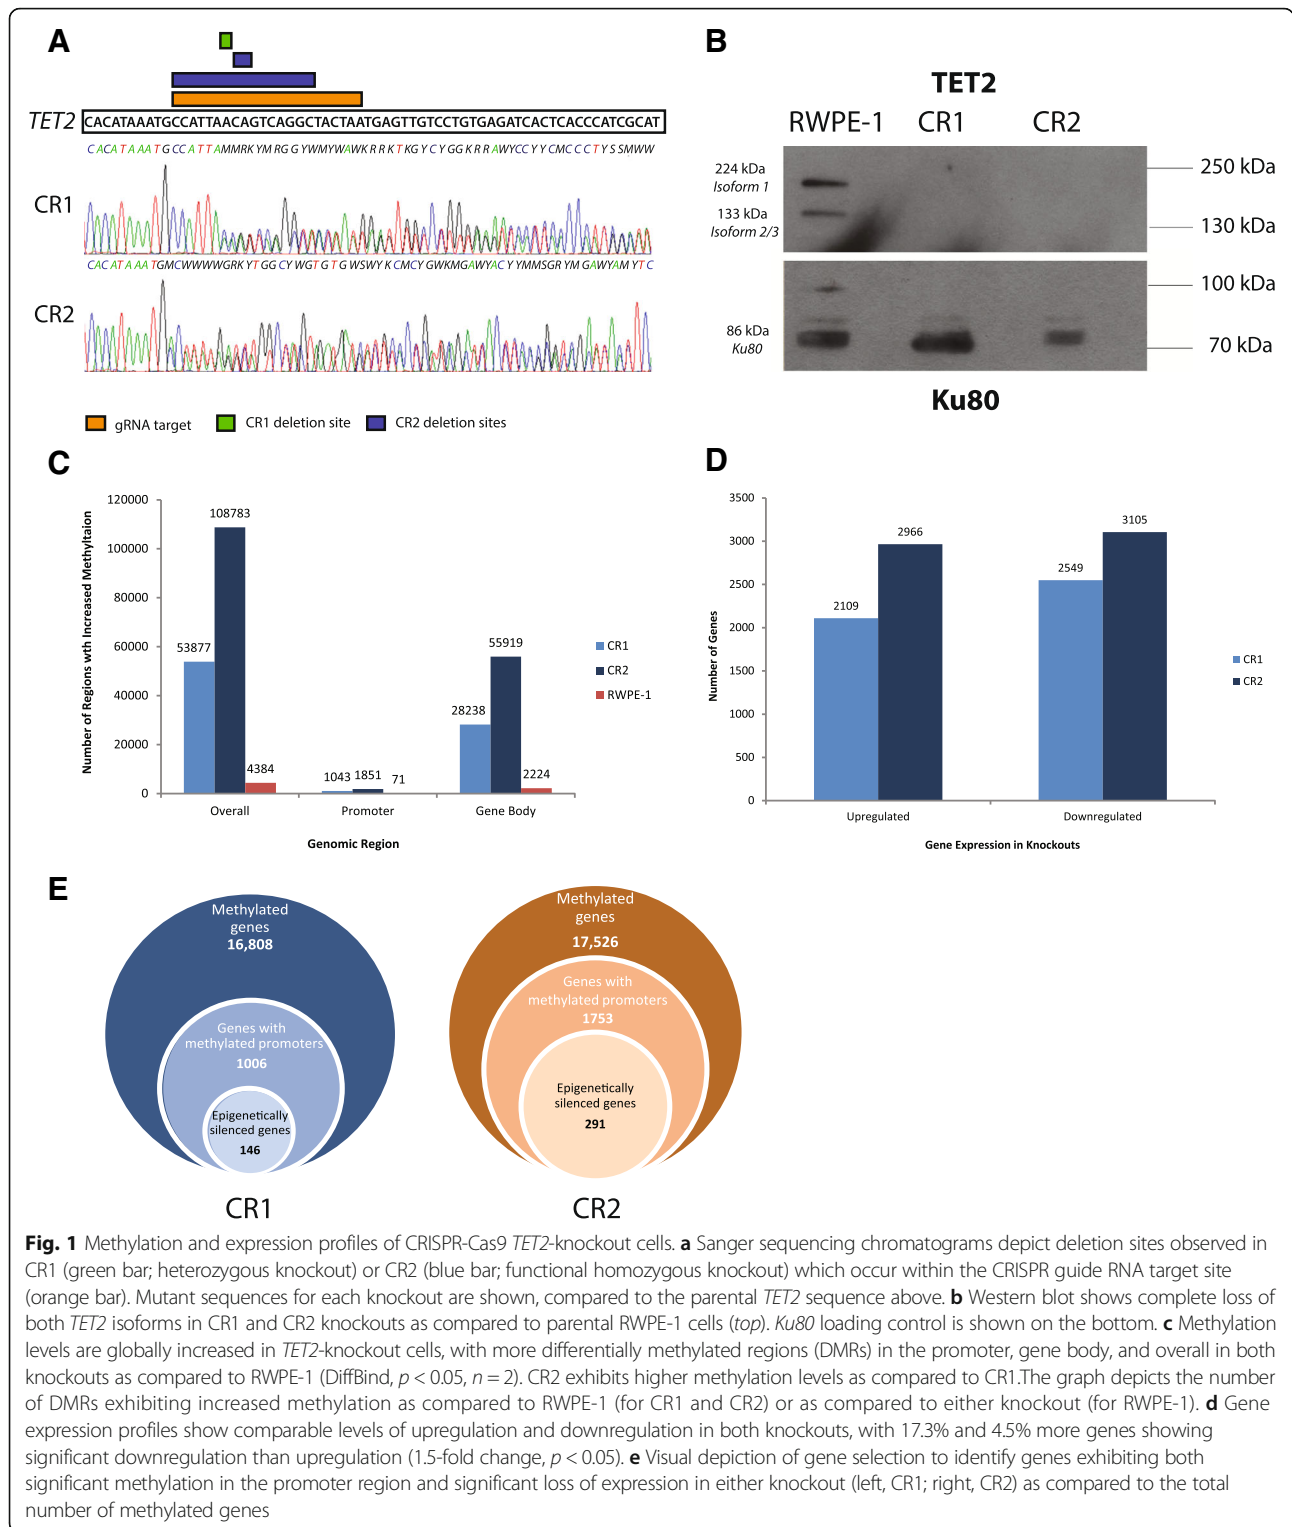 A
TET2
CACATAAATGCCATTAACAGTCAGGCTACTAATGAGTTGTCCTGTGAGATCACTCACCCATCGCAT
CACATAAATGCCATTAMMRKYMRGGYWMYWAWKRRKTKGYCYGGKRRAWYCCYYCMCCCTYSSMWW
CR1
CACATAAATGMCWWWWGRKYTGGCYWGTGTGWSWYKCMCYGWKMGAWYACYYMMSGRYMGAWYAMYTC
CR2
gRNA target
CR1 deletion site
CR2 deletion sites
B
TET2
RWPE-1 CR1 CR2
224 kDa
Isoform 1
133 kDa
Isoform 2/3
250 kDa
130 kDa
100 kDa
86 kDa
Ku80
70 kDa
Ku80
C
Number of Regions wth Increased Methyltaion
120000
100000
80000
60000
40000
20000
0
53877
108783
4384
1043 1851 71
28238
55919
2224
Overall Promoter Gene Body
Genomic Region
CR1
CR2
RWPE-1
D
Number of Genes
3500
3000
2500
2000
1500
1000
500
0
2109
2966
2549
3105
Upregulated Downregulated
Gene Expression in Knockouts
CR1
CR2
E
Methylated
genes
16,808
Genes with
methylated promoters
1006
Epigenetically
silenced genes
146
CR1
Methylated
genes
17,526
Genes with
methylated promoters
1753
Epigenetically
silenced genes
291
CR2
Fig. 1 Methylation and expression profiles of CRISPR-Cas9 TET2-knockout cells. a Sanger sequencing chromatograms depict deletion sites observed in
CR1 (green bar; heterozygous knockout) or CR2 (blue bar; functional homozygous knockout) which occur within the CRISPR guide RNA target site
(orange bar). Mutant sequences for each knockout are shown, compared to the parental TET2 sequence above. b Western blot shows complete loss of
both TET2 isoforms in CR1 and CR2 knockouts as compared to parental RWPE-1 cells (top). Ku80 loading control is shown on the bottom. c Methylation
levels are globally increased in TET2-knockout cells, with more differentially methylated regions (DMRs) in the promoter, gene body, and overall in both
knockouts as compared to RWPE-1 (DiffBind, p < 0.05, n = 2). CR2 exhibits higher methylation levels as compared to CR1.The graph depicts the number
of DMRs exhibiting increased methylation as compared to RWPE-1 (for CR1 and CR2) or as compared to either knockout (for RWPE-1). d Gene
expression profiles show comparable levels of upregulation and downregulation in both knockouts, with 17.3% and 4.5% more genes showing
significant downregulation than upregulation (1.5-fold change, p < 0.05). e Visual depiction of gene selection to identify genes exhibiting both
significant methylation in the promoter region and significant loss of expression in either knockout (left, CR1; right, CR2) as compared to the total
number of methylated genes